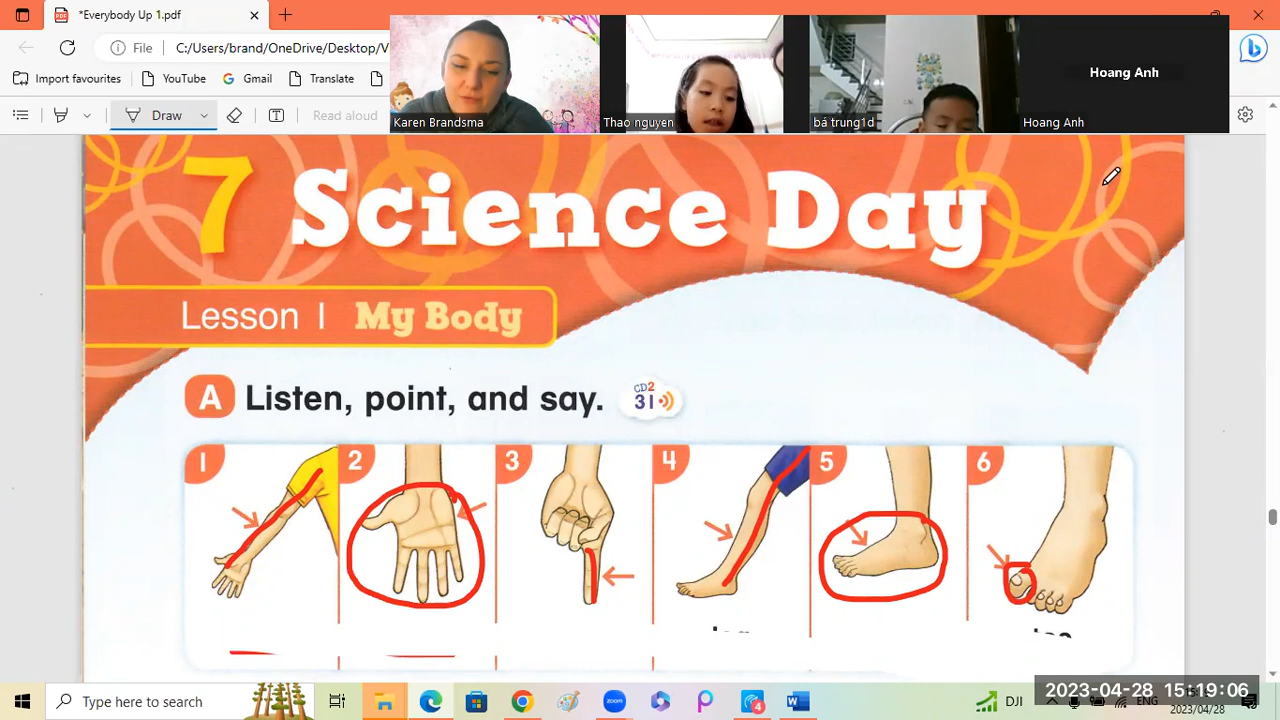 *Everybody Up 1.pdf
File
C:/Users/brand/OneDrive/Desktop/V
Import favourites
YouTube
Gmail
Translate
Draw
Read aloud
Karen Brandsma
Thao nguyen
bá trung1d
Hoang Anh
Hoang Anh
7 Science Day
Lesson 1 My Body
A Listen, point, and say. CD2 31
1 2 3 4 5 6
Type here to search
zoom
4
DJI
ENG
2023-04-28 15:19:06
2023/04/28